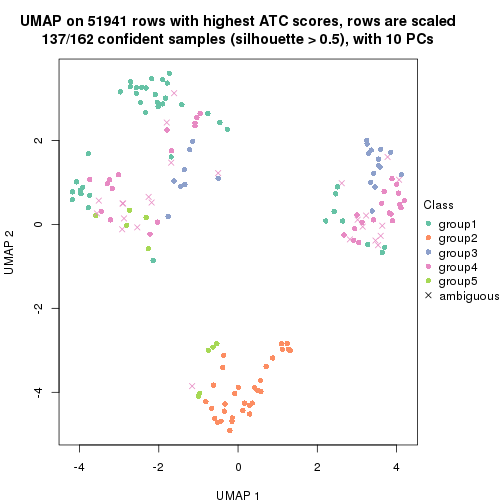 UMAP on 51941 rows with highest ATC scores, rows are scaled
137/162 confident samples (silhouette > 0.5), with 10 PCs
2
0
-2
-4
UMAP 2
-4
-2
0
2
4
UMAP 1
Class
group1
group2
group3
group4
group5
ambiguous